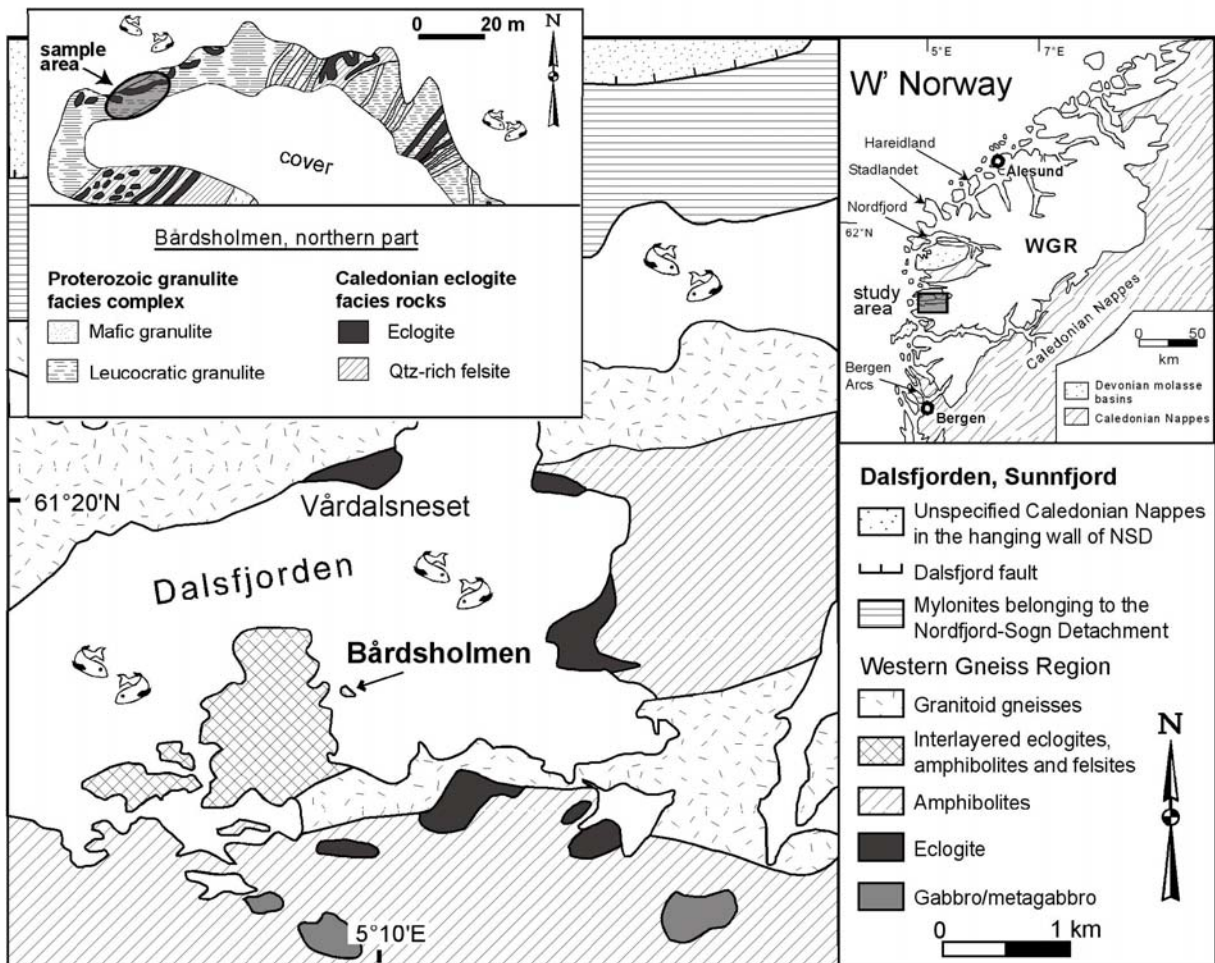 0 20 m
N
sample
area
cover
Bårdsholmen, northern part
Proterozoic granulite
facies complex
Mafic granulite
Leucocratic granulite
Caledonian eclogite
facies rocks
Eclogite
Qtz-rich felsite
5°E 7°E
W' Norway
Hareidland
Stadlandet
Nordfjord
Ålesund
62°N
WGR
study
area
Caledonian Nappes
Bergen
Arcs
Bergen
0 50
km
Devonian molasse
basins
Caledonian Nappes
61°20'N
Vårdalsneset
Dalsfjorden
Bårdsholmen
5°10'E
Dalsfjorden, Sunnfjord
Unspecified Caledonian Nappes
in the hanging wall of NSD
Dalsfjord fault
Mylonites belonging to the
Nordfjord-Sogn Detachment
Western Gneiss Region
Granitoid gneisses
Interlayered eclogites,
amphibolites and felsites
Amphibolites
Eclogite
Gabbro/metagabbro
N
0 1 km